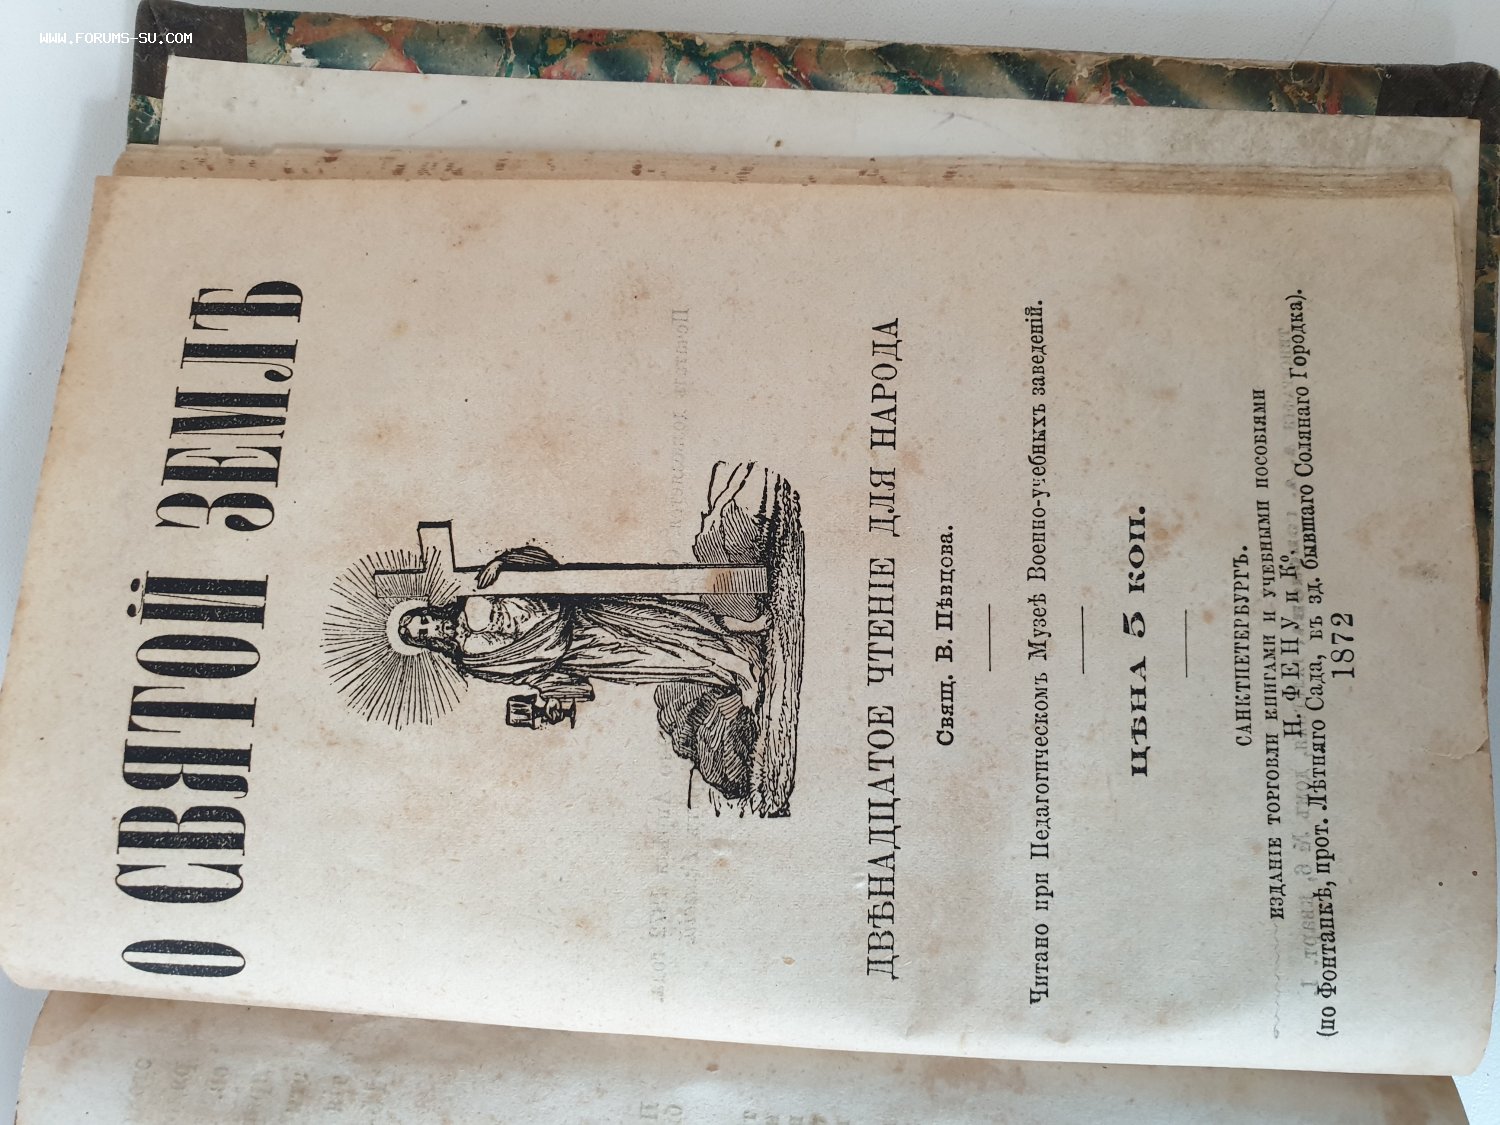 WWW.FORUMS-SU.COM
О СВЯТОЙ ЗЕМЛѢ
ДВѢНАДЦАТОЕ ЧТЕНІЕ ДЛЯ НАРОДА
Свящ. В. Пѣвцова.
Читано при Педагогическомъ Музеѣ Военно-учебныхъ заведеній.
ЦѢНА 5 КОП.
САНКТПЕТЕРБУРГЪ.
ИЗДАНІЕ ТОРГОВЛИ КНИГАМИ И УЧЕБНЫМИ ПОСОБІЯМИ
Н. ФЕНУ и Ко.
(по Фонтанкѣ, прот. Лѣтняго Сада, въ зд. бывшаго Солянаго Городка).
1872